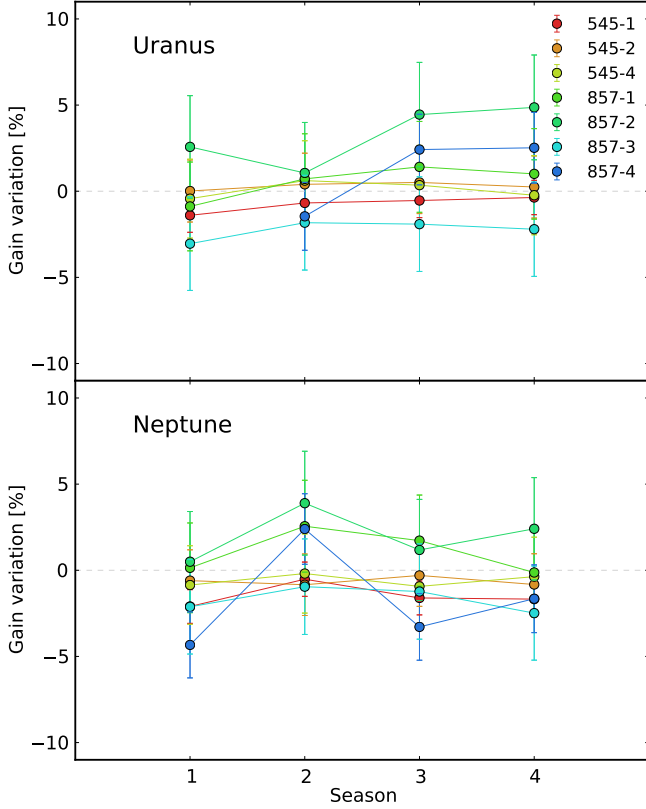 10
5
0
−5
−10
Gain variation [%]
Uranus
545-1
545-2
545-4
857-1
857-2
857-3
857-4
10
5
0
−5
−10
Gain variation [%]
Neptune
1 2 3 4
Season